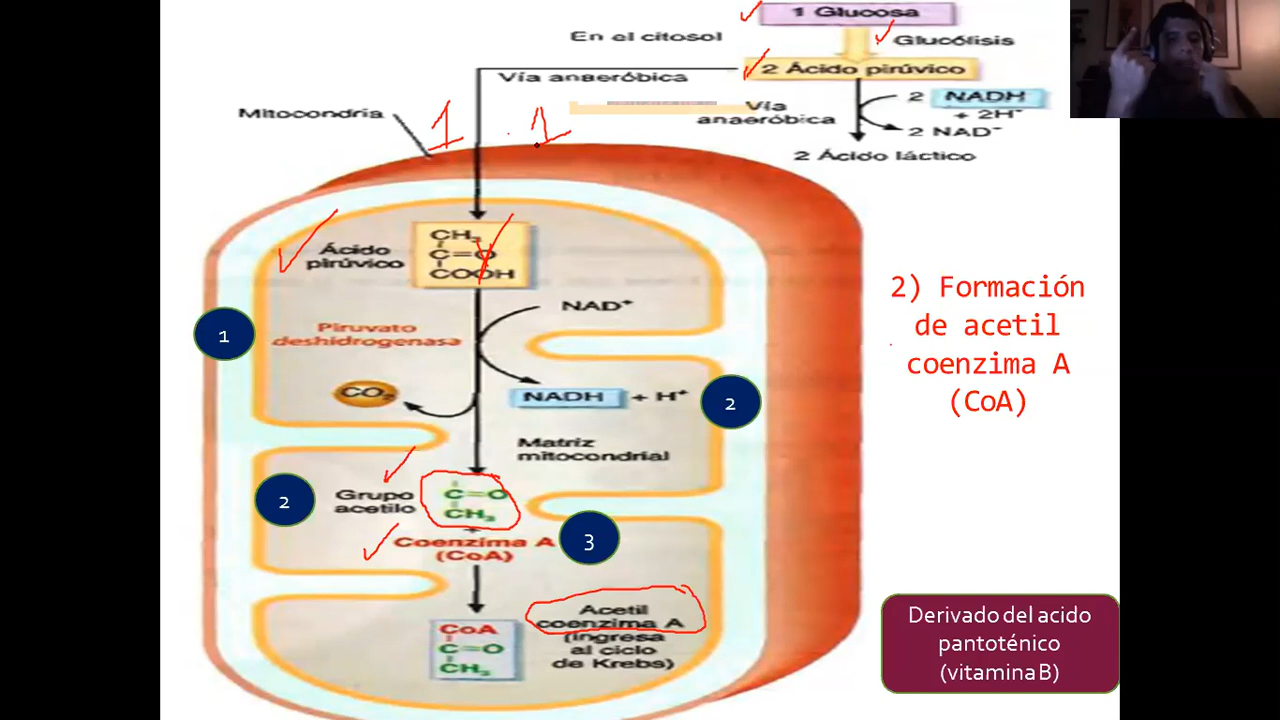 1 Glucosa
En el citosol
Glucólisis
2 Ácido pirúvico
Vía anaeróbica
Mitocondria
1
1
Vía
anaeróbica
2 NADH
+ 2H⁺
2 NAD⁻
2 Ácido láctico
Ácido
pirúvico
CH₃
C=O
COOH
1
Piruvato
deshidrogenasa
NAD⁺
CO₂
NADH + H⁺
2
Matriz
mitocondrial
2
Grupo
acetilo
C=O
CH₃
+
Coenzima A
(CoA)
3
Acetil
coenzima A
(ingresa
al ciclo
de Krebs)
CoA
C=O
CH₃
2) Formación
de acetil
coenzima A
(CoA)
Derivado del acido
pantoténico
(vitamina B)